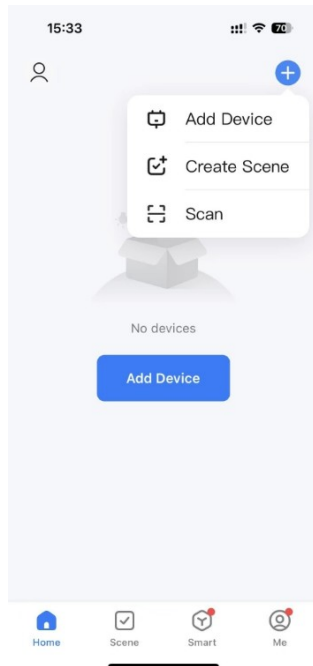 15:33
70
Add Device
Create Scene
Scan
No devices
Add Device
Home Scene Smart Me